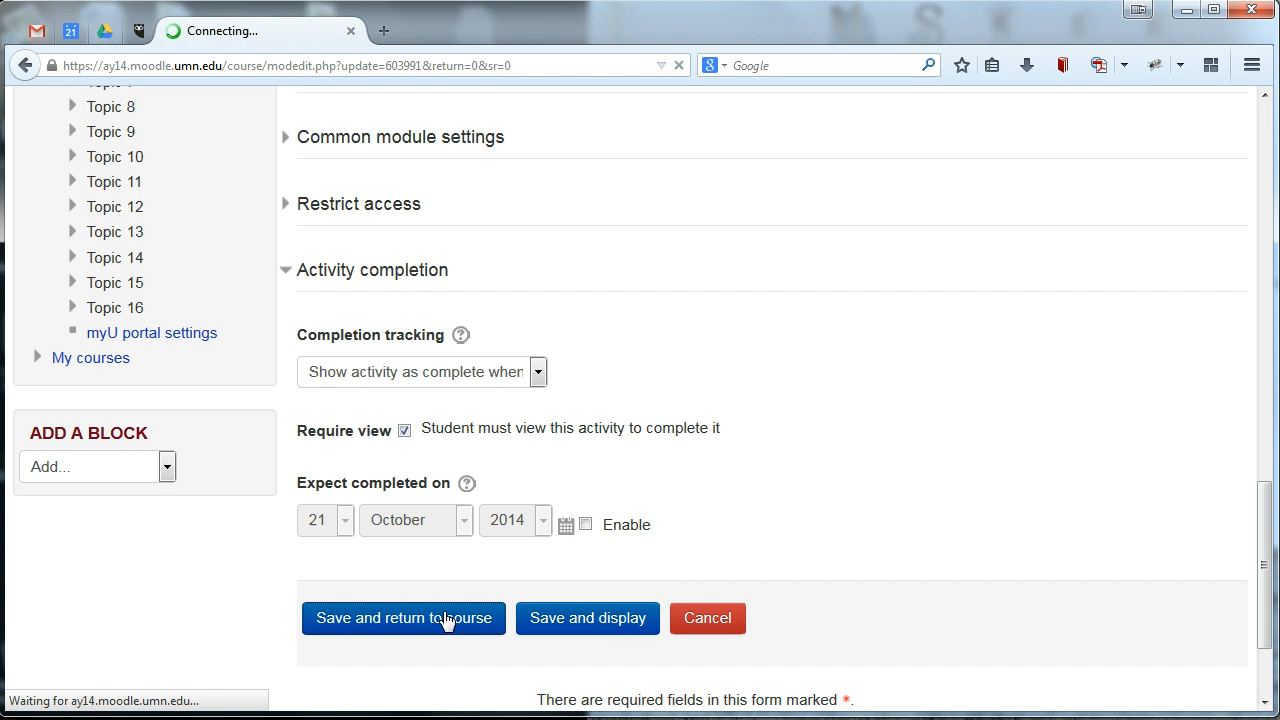 21
Connecting...
https://ay14.moodle.umn.edu/course/modedit.php?update=603991&return=0&sr=0
Google
Topic 8
Topic 9
Topic 10
Topic 11
Topic 12
Topic 13
Topic 14
Topic 15
Topic 16
myU portal settings
My courses
ADD A BLOCK
Add...
Common module settings
Restrict access
Activity completion
Completion tracking
Show activity as complete when
Require view Student must view this activity to complete it
Expect completed on
21 October 2014 Enable
Save and return to course Save and display Cancel
There are required fields in this form marked *.
Waiting for ay14.moodle.umn.edu...